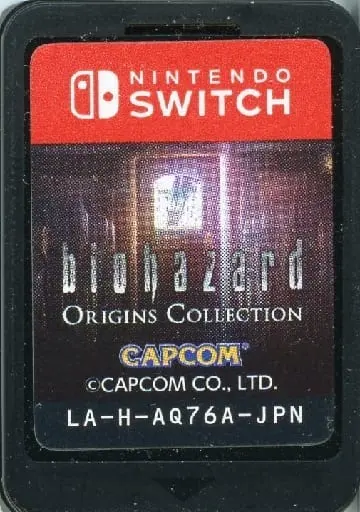 NINTENDO
SWITCH
biohazard
ORIGINS COLLECTION
CAPCOM
©CAPCOM CO., LTD.
LA-H-AQ76A-JPN